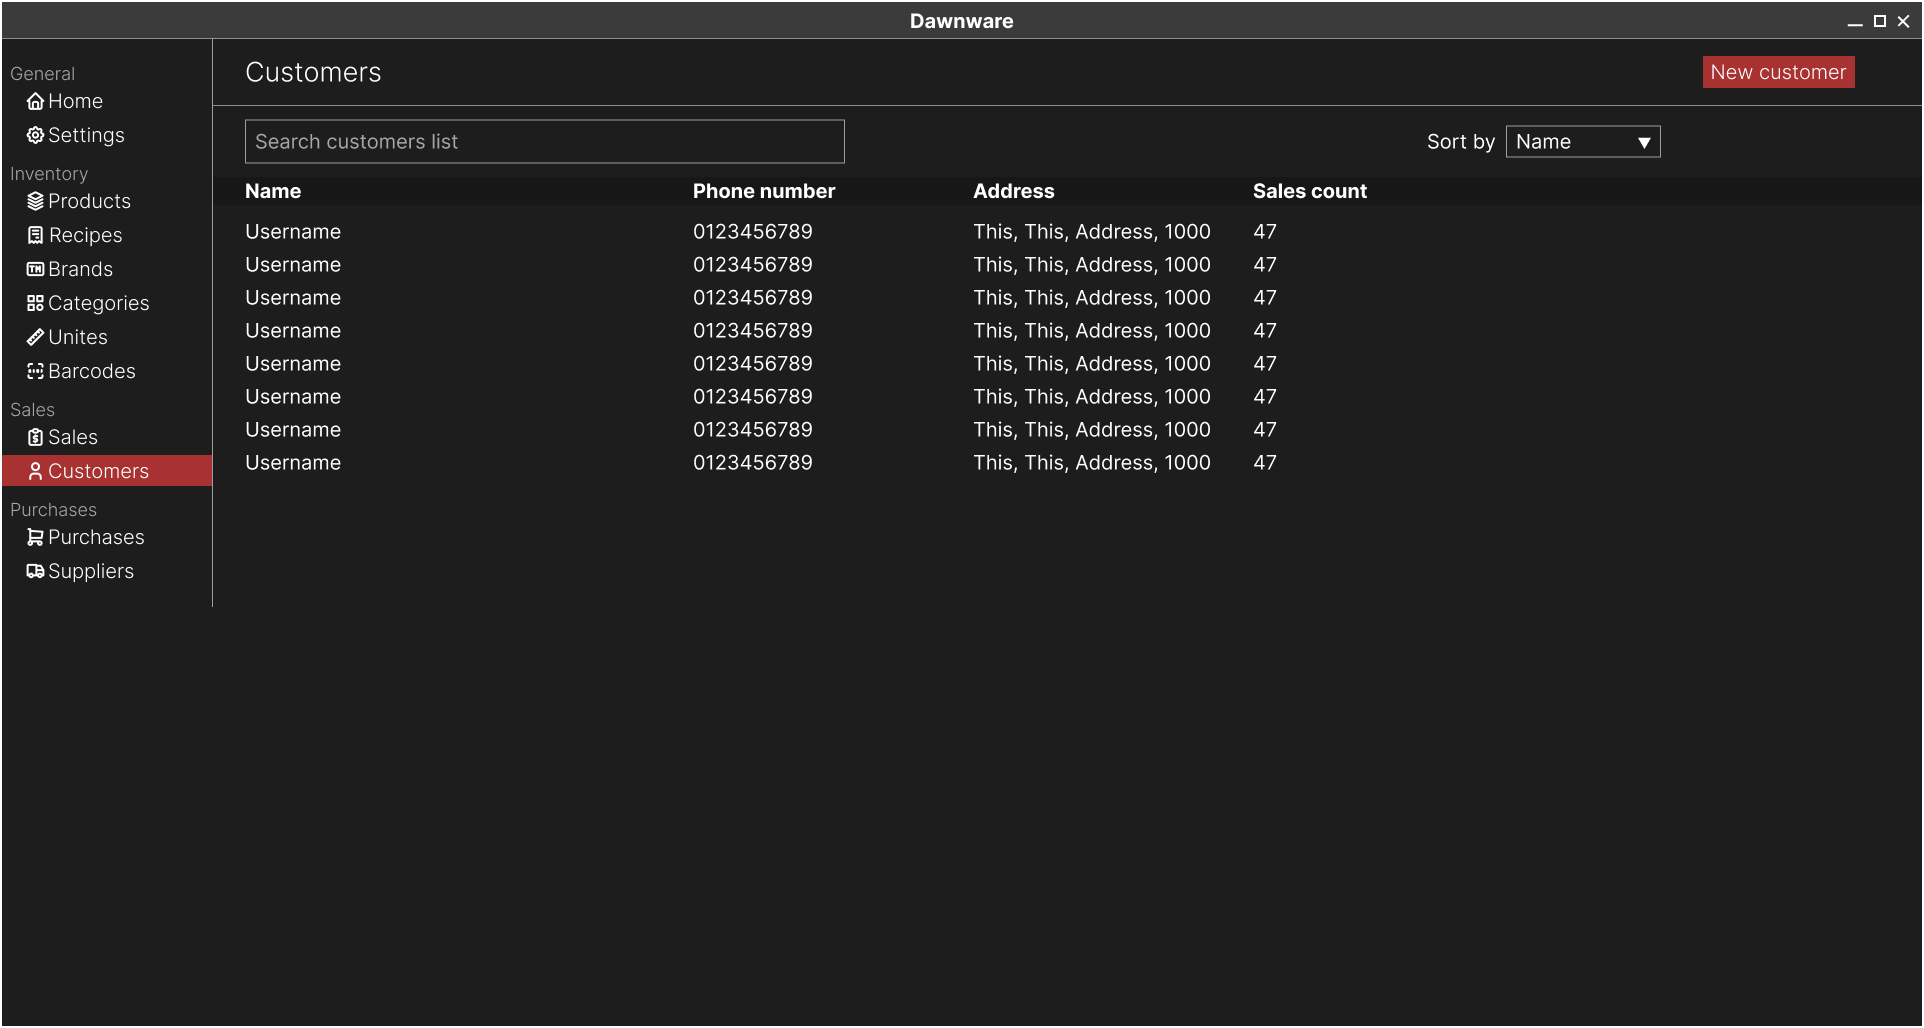 Dawnware
General
Home
Settings
Inventory
Products
Recipes
Brands
Categories
Unites
Barcodes
Sales
Sales
Customers
Purchases
Purchases
Suppliers
Customers
New customer
Search customers list
Sort by Name
Name Phone number Address Sales count
Username 0123456789 This, This, Address, 1000 47
Username 0123456789 This, This, Address, 1000 47
Username 0123456789 This, This, Address, 1000 47
Username 0123456789 This, This, Address, 1000 47
Username 0123456789 This, This, Address, 1000 47
Username 0123456789 This, This, Address, 1000 47
Username 0123456789 This, This, Address, 1000 47
Username 0123456789 This, This, Address, 1000 47